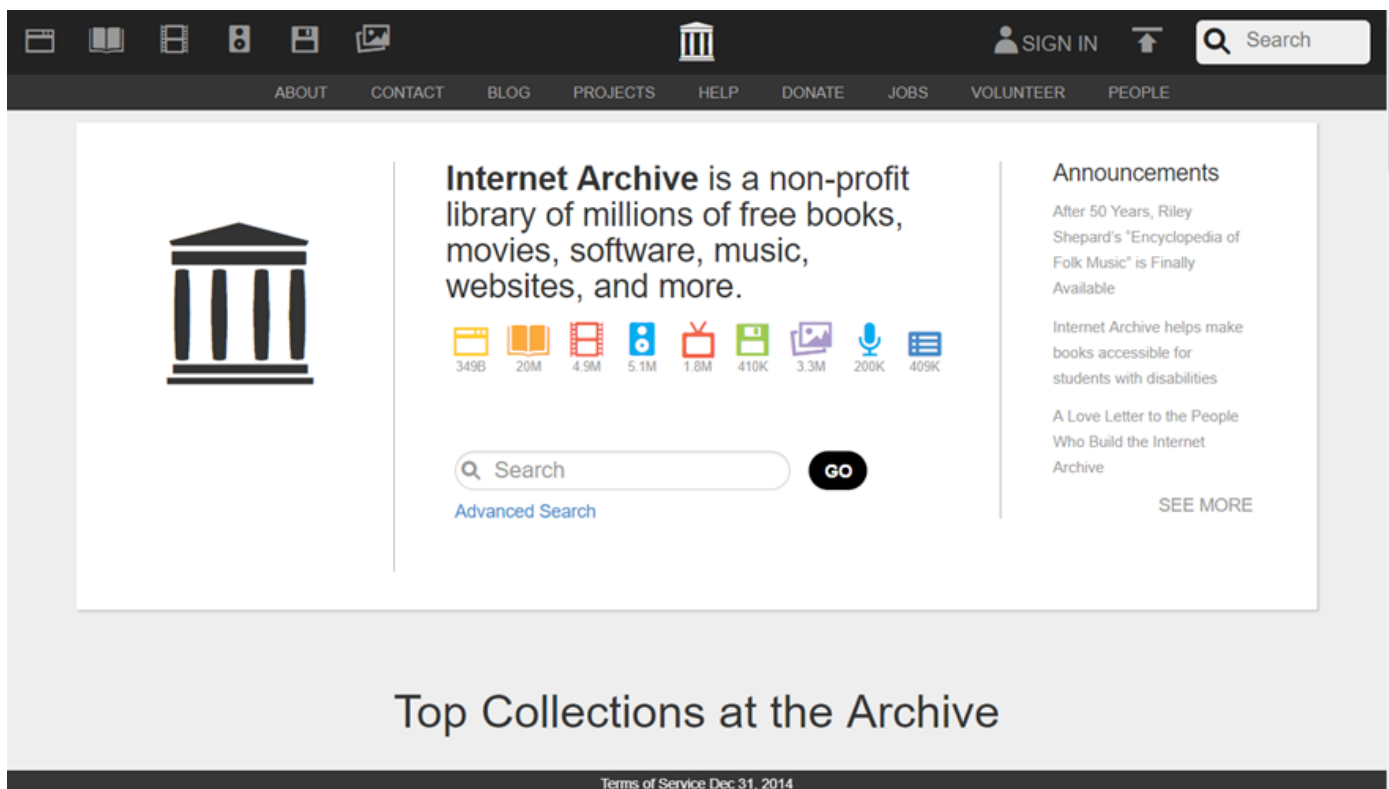 SIGN IN
Search
ABOUT CONTACT BLOG PROJECTS HELP DONATE JOBS VOLUNTEER PEOPLE
Internet Archive is a non-profit
library of millions of free books,
movies, software, music,
websites, and more.
349B 20M 4.9M 5.1M 1.8M 410K 3.3M 200K 409K
Search
GO
Advanced Search
Announcements
After 50 Years, Riley
Shepard's “Encyclopedia of
Folk Music” is Finally
Available
Internet Archive helps make
books accessible for
students with disabilities
A Love Letter to the People
Who Build the Internet
Archive
SEE MORE
Top Collections at the Archive
Terms of Service Dec 31, 2014